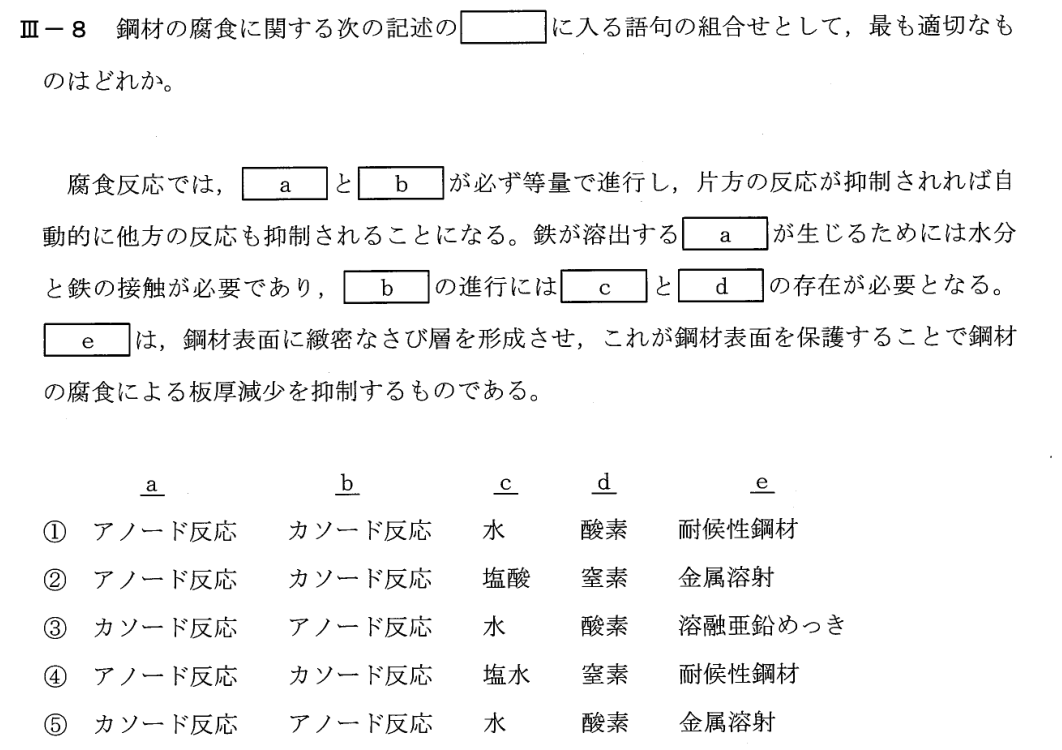 Ⅲ－8 鋼材の腐食に関する次の記述の に入る語句の組合せとして，最も適切なも
のはどれか。
腐食反応では， a と b が必ず等量で進行し，片方の反応が抑制されれば自
動的に他方の反応も抑制されることになる。鉄が溶出する a が生じるためには水分
と鉄の接触が必要であり， b の進行には c と d の存在が必要となる。
e は，鋼材表面に緻密なさび層を形成させ，これが鋼材表面を保護することで鋼材
の腐食による板厚減少を抑制するものである。
a b c d e
① アノード反応 カソード反応 水 酸素 耐候性鋼材
② アノード反応 カソード反応 塩酸 窒素 金属溶射
③ カソード反応 アノード反応 水 酸素 溶融亜鉛めっき
④ アノード反応 カソード反応 塩水 窒素 耐候性鋼材
⑤ カソード反応 アノード反応 水 酸素 金属溶射